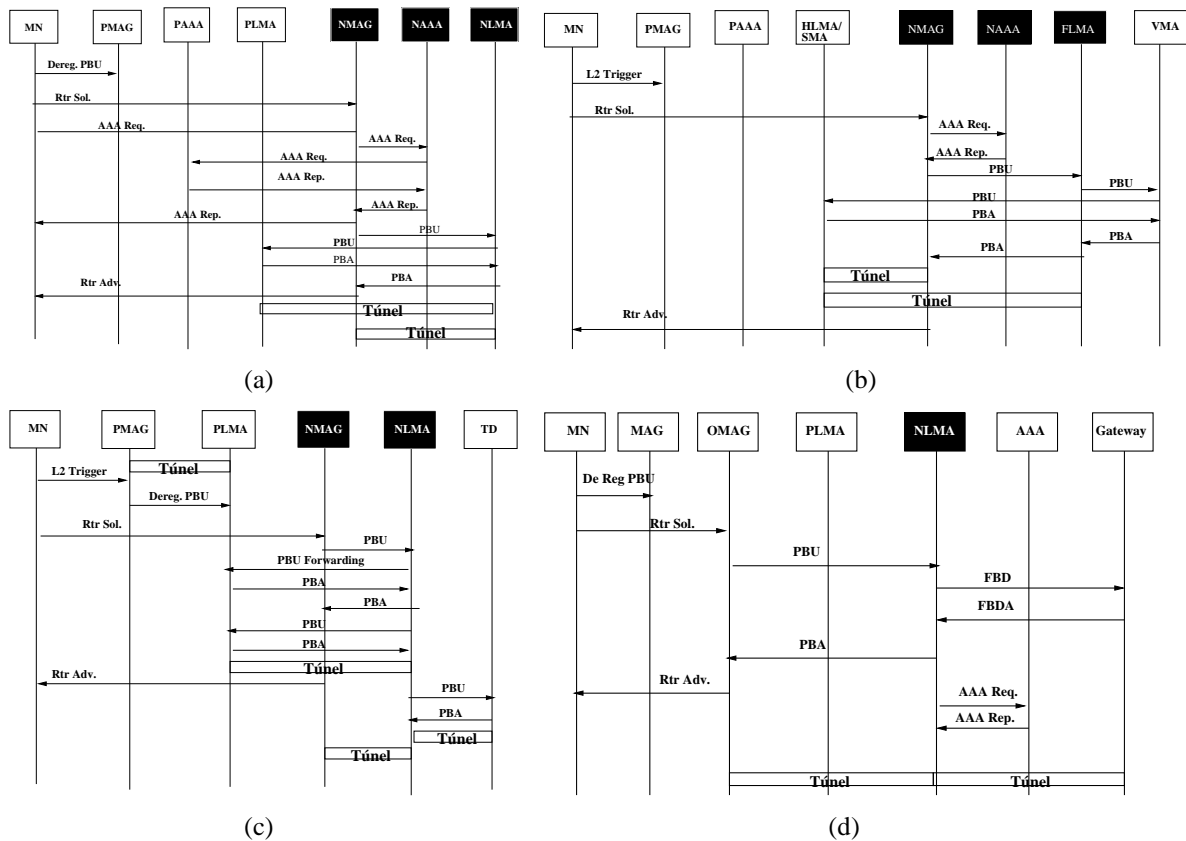 MN PMAG PAAA PLMA NMAG NAAA NLMA
Dereg. PBU
Rtr Sol.
AAA Req.
AAA Req.
AAA Req.
AAA Rep.
AAA Rep.
AAA Rep.
PBU
PBU
PBA
PBA
Rtr Adv.
Túnel
Túnel
(a)
MN PMAG PAAA HLMA/ SMA NMAG NAAA FLMA VMA
L2 Trigger
Rtr Sol.
AAA Req.
AAA Rep.
PBU
PBU
PBU
PBA
PBA
PBA
Túnel
Túnel
Rtr Adv.
(b)
MN PMAG PLMA NMAG NLMA TD
Túnel
L2 Trigger
Dereg. PBU
Rtr Sol.
PBU
PBU Forwarding
PBA
PBA
PBU
PBA
Túnel
Rtr Adv.
PBU
PBA
Túnel
Túnel
(c)
MN MAG OMAG PLMA NLMA AAA Gateway
De Reg PBU
Rtr Sol.
PBU
FBD
FBDA
PBA
Rtr Adv.
AAA Req.
AAA Rep.
Túnel Túnel
(d)